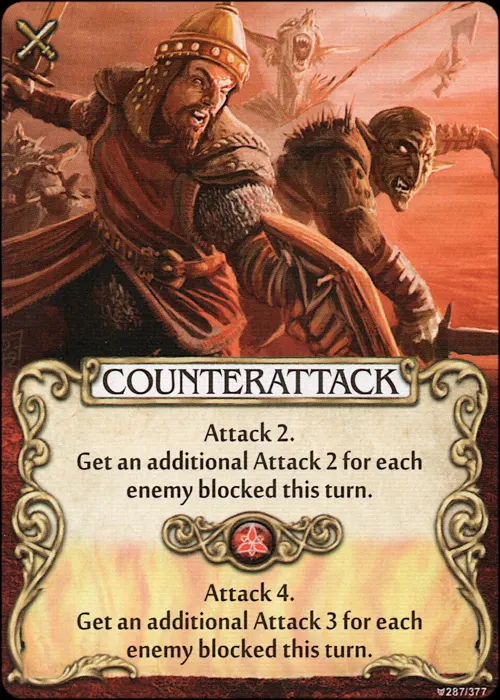 COUNTERATTACK
Attack 2.
Get an additional Attack 2 for each
enemy blocked this turn.
Attack 4.
Get an additional Attack 3 for each
enemy blocked this turn.
287/377